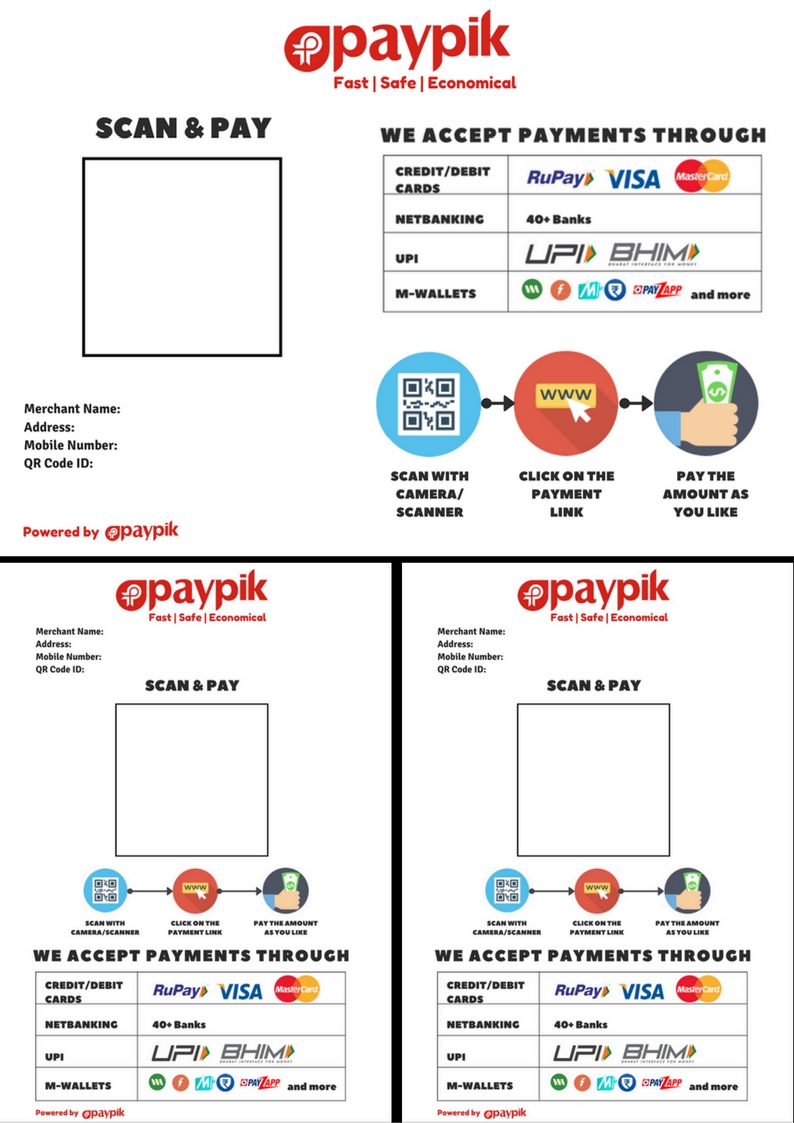 paypik
Fast | Safe | Economical
SCAN & PAY
Merchant Name:
Address:
Mobile Number:
QR Code ID:
Powered by paypik
WE ACCEPT PAYMENTS THROUGH
CREDIT/DEBIT
CARDS
RuPay VISA MasterCard
NETBANKING 40+ Banks
UPI UPI BHIM
BHARAT INTERFACE FOR MONEY
M-WALLETS PAYZAPP and more
WWW
SCAN WITH
CAMERA/
SCANNER
CLICK ON THE
PAYMENT
LINK
PAY THE
AMOUNT AS
YOU LIKE
paypik
Fast | Safe | Economical
Merchant Name:
Address:
Mobile Number:
QR Code ID:
SCAN & PAY
WWW
SCAN WITH
CAMERA/SCANNER
CLICK ON THE
PAYMENT LINK
PAY THE AMOUNT
AS YOU LIKE
WE ACCEPT PAYMENTS THROUGH
CREDIT/DEBIT
CARDS
RuPay VISA MasterCard
NETBANKING 40+ Banks
UPI UPI BHIM
BHARAT INTERFACE FOR MONEY
M-WALLETS PAYZAPP and more
Powered by paypik
paypik
Fast | Safe | Economical
Merchant Name:
Address:
Mobile Number:
QR Code ID:
SCAN & PAY
WWW
SCAN WITH
CAMERA/SCANNER
CLICK ON THE
PAYMENT LINK
PAY THE AMOUNT
AS YOU LIKE
WE ACCEPT PAYMENTS THROUGH
CREDIT/DEBIT
CARDS
RuPay VISA MasterCard
NETBANKING 40+ Banks
UPI UPI BHIM
BHARAT INTERFACE FOR MONEY
M-WALLETS PAYZAPP and more
Powered by paypik